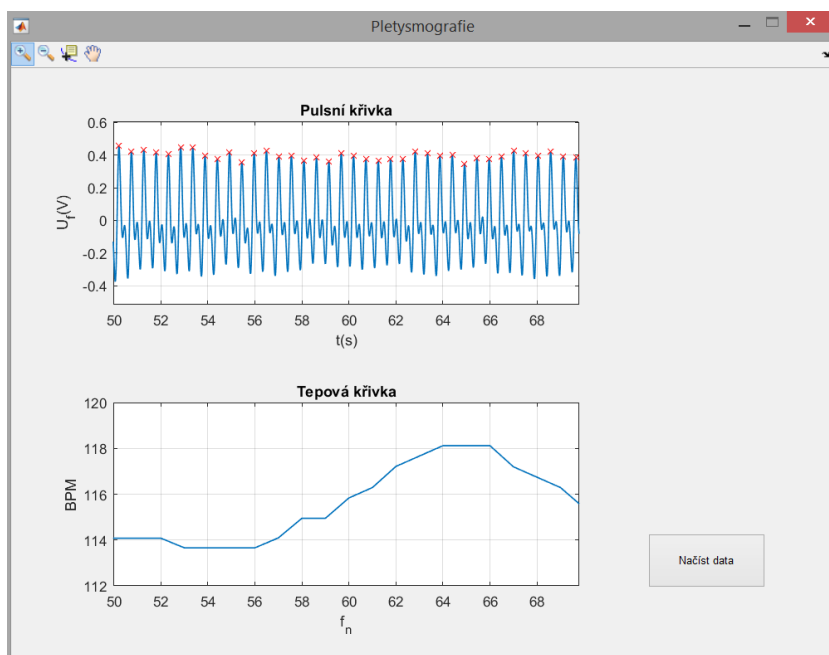 Pletysmografie
Pulsní křivka
0.6
0.4
0.2
0
-0.2
-0.4
U_f(V)
50 52 54 56 58 60 62 64 66 68
t(s)
Tepová křivka
120
118
116
114
112
BPM
50 52 54 56 58 60 62 64 66 68
f_n
Načíst data